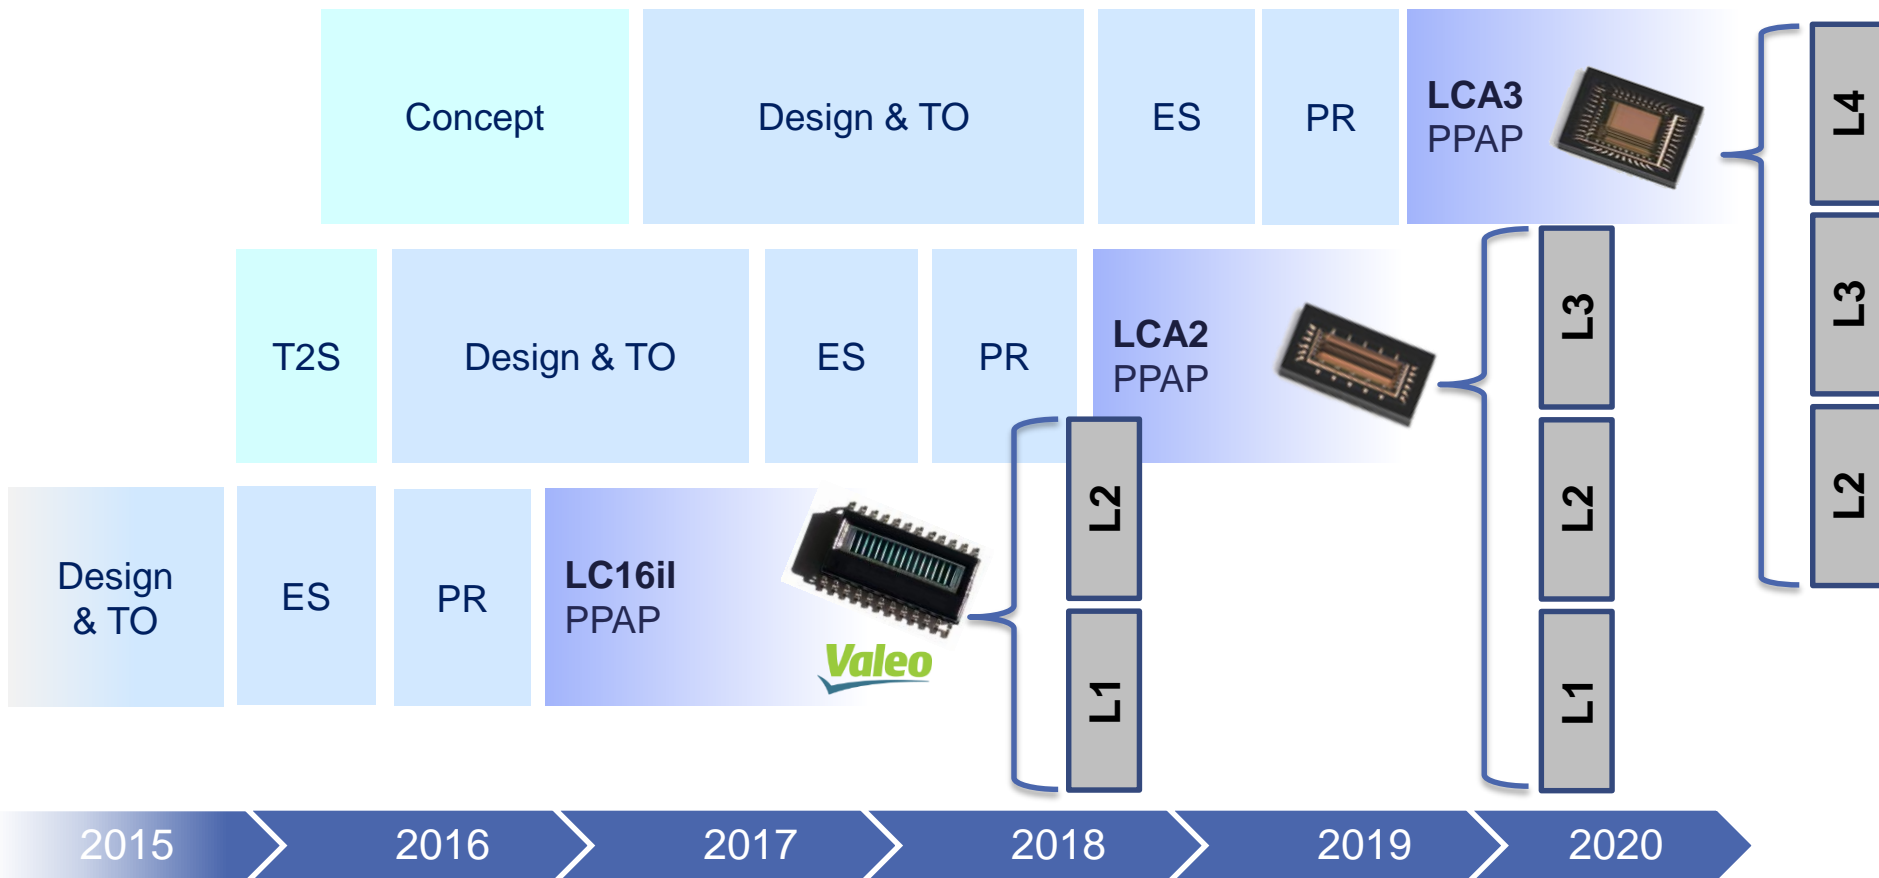 Concept
Design & TO
ES
PR
LCA3
PPAP
L4
L3
L2
T2S
Design & TO
ES
PR
LCA2
PPAP
L3
L2
L1
Design
& TO
ES
PR
LC16il
PPAP
Valeo
L2
L1
2015
2016
2017
2018
2019
2020